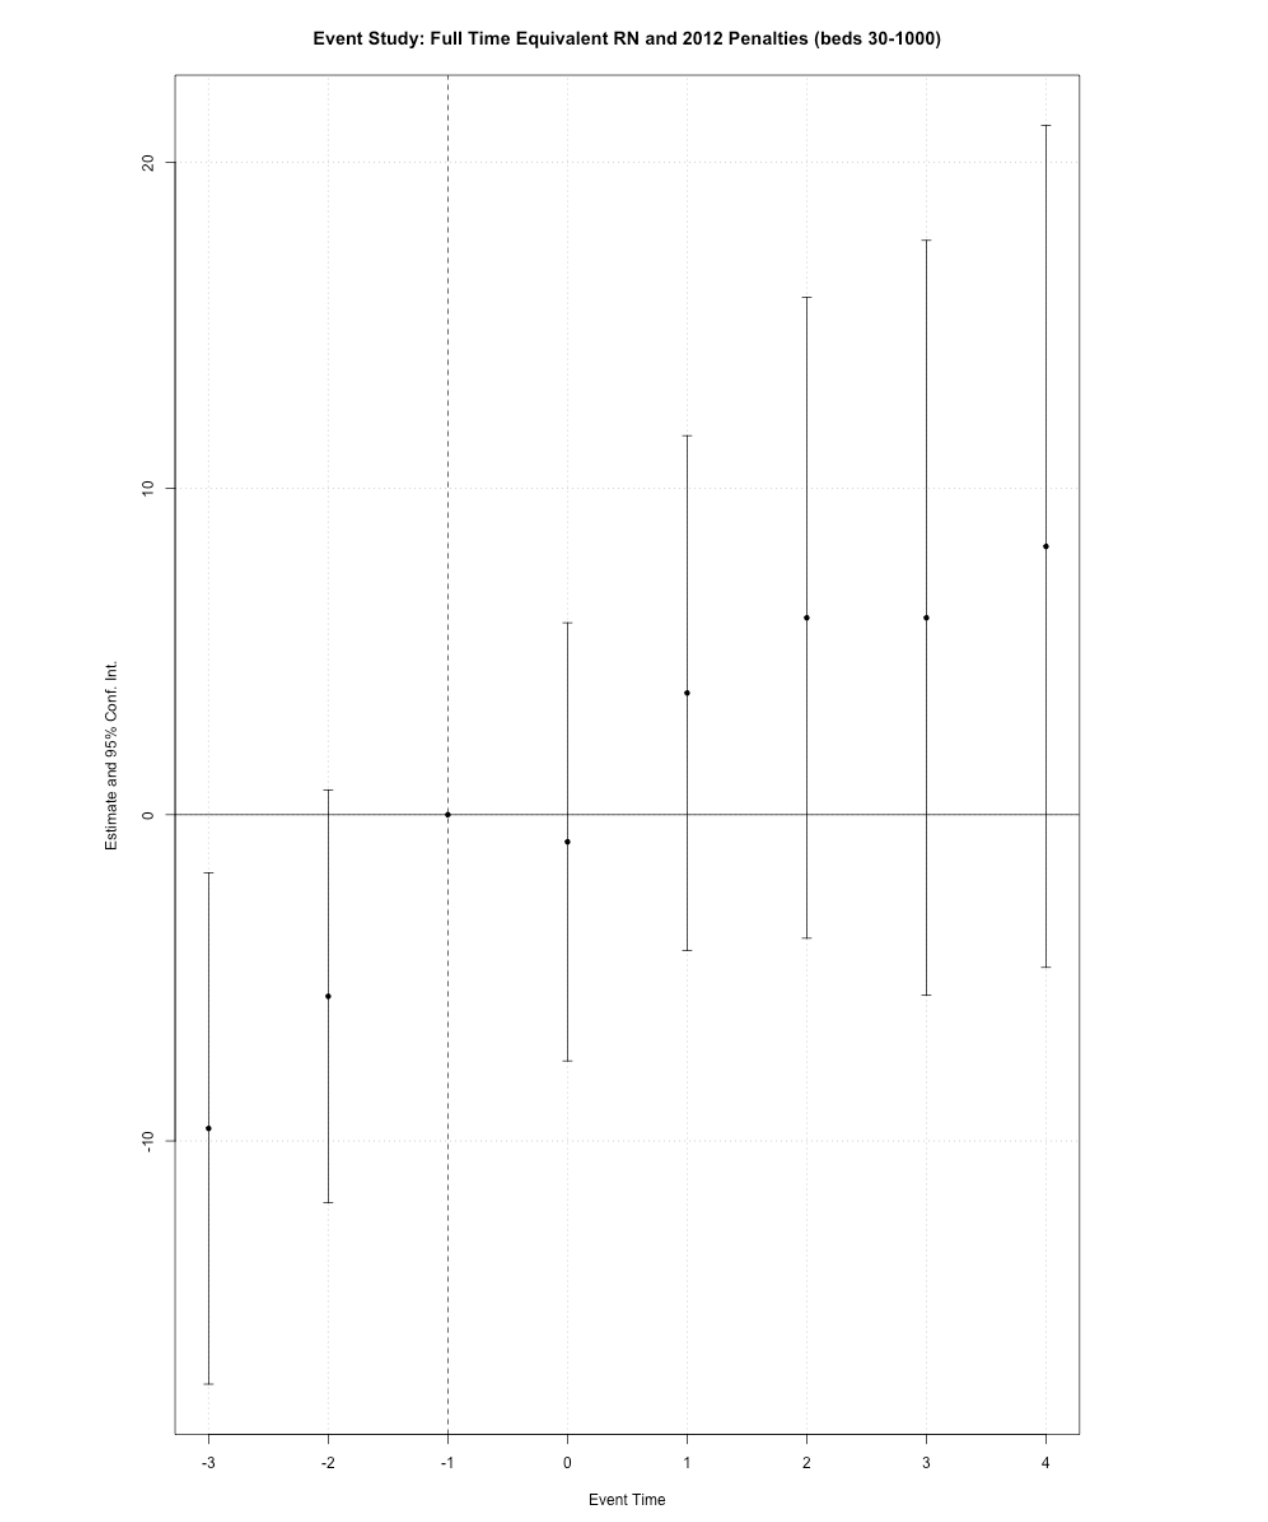 Event Study: Full Time Equivalent RN and 2012 Penalties (beds 30-1000)
20
10
0
-10
Estimate and 95% Conf. Int.
-3 -2 -1 0 1 2 3 4
Event Time